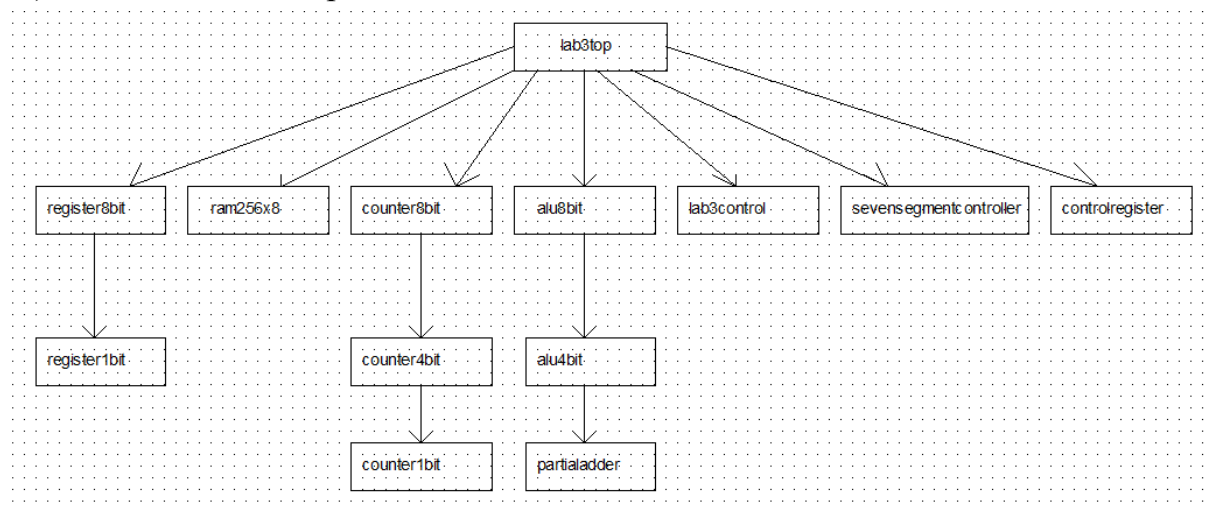 lab3top
register8bit
ram256x8
counter8bit
alu8bit
lab3control
sevensegmentcontroller
controlregister
register1bit
counter4bit
alu4bit
counter1bit
partialadder